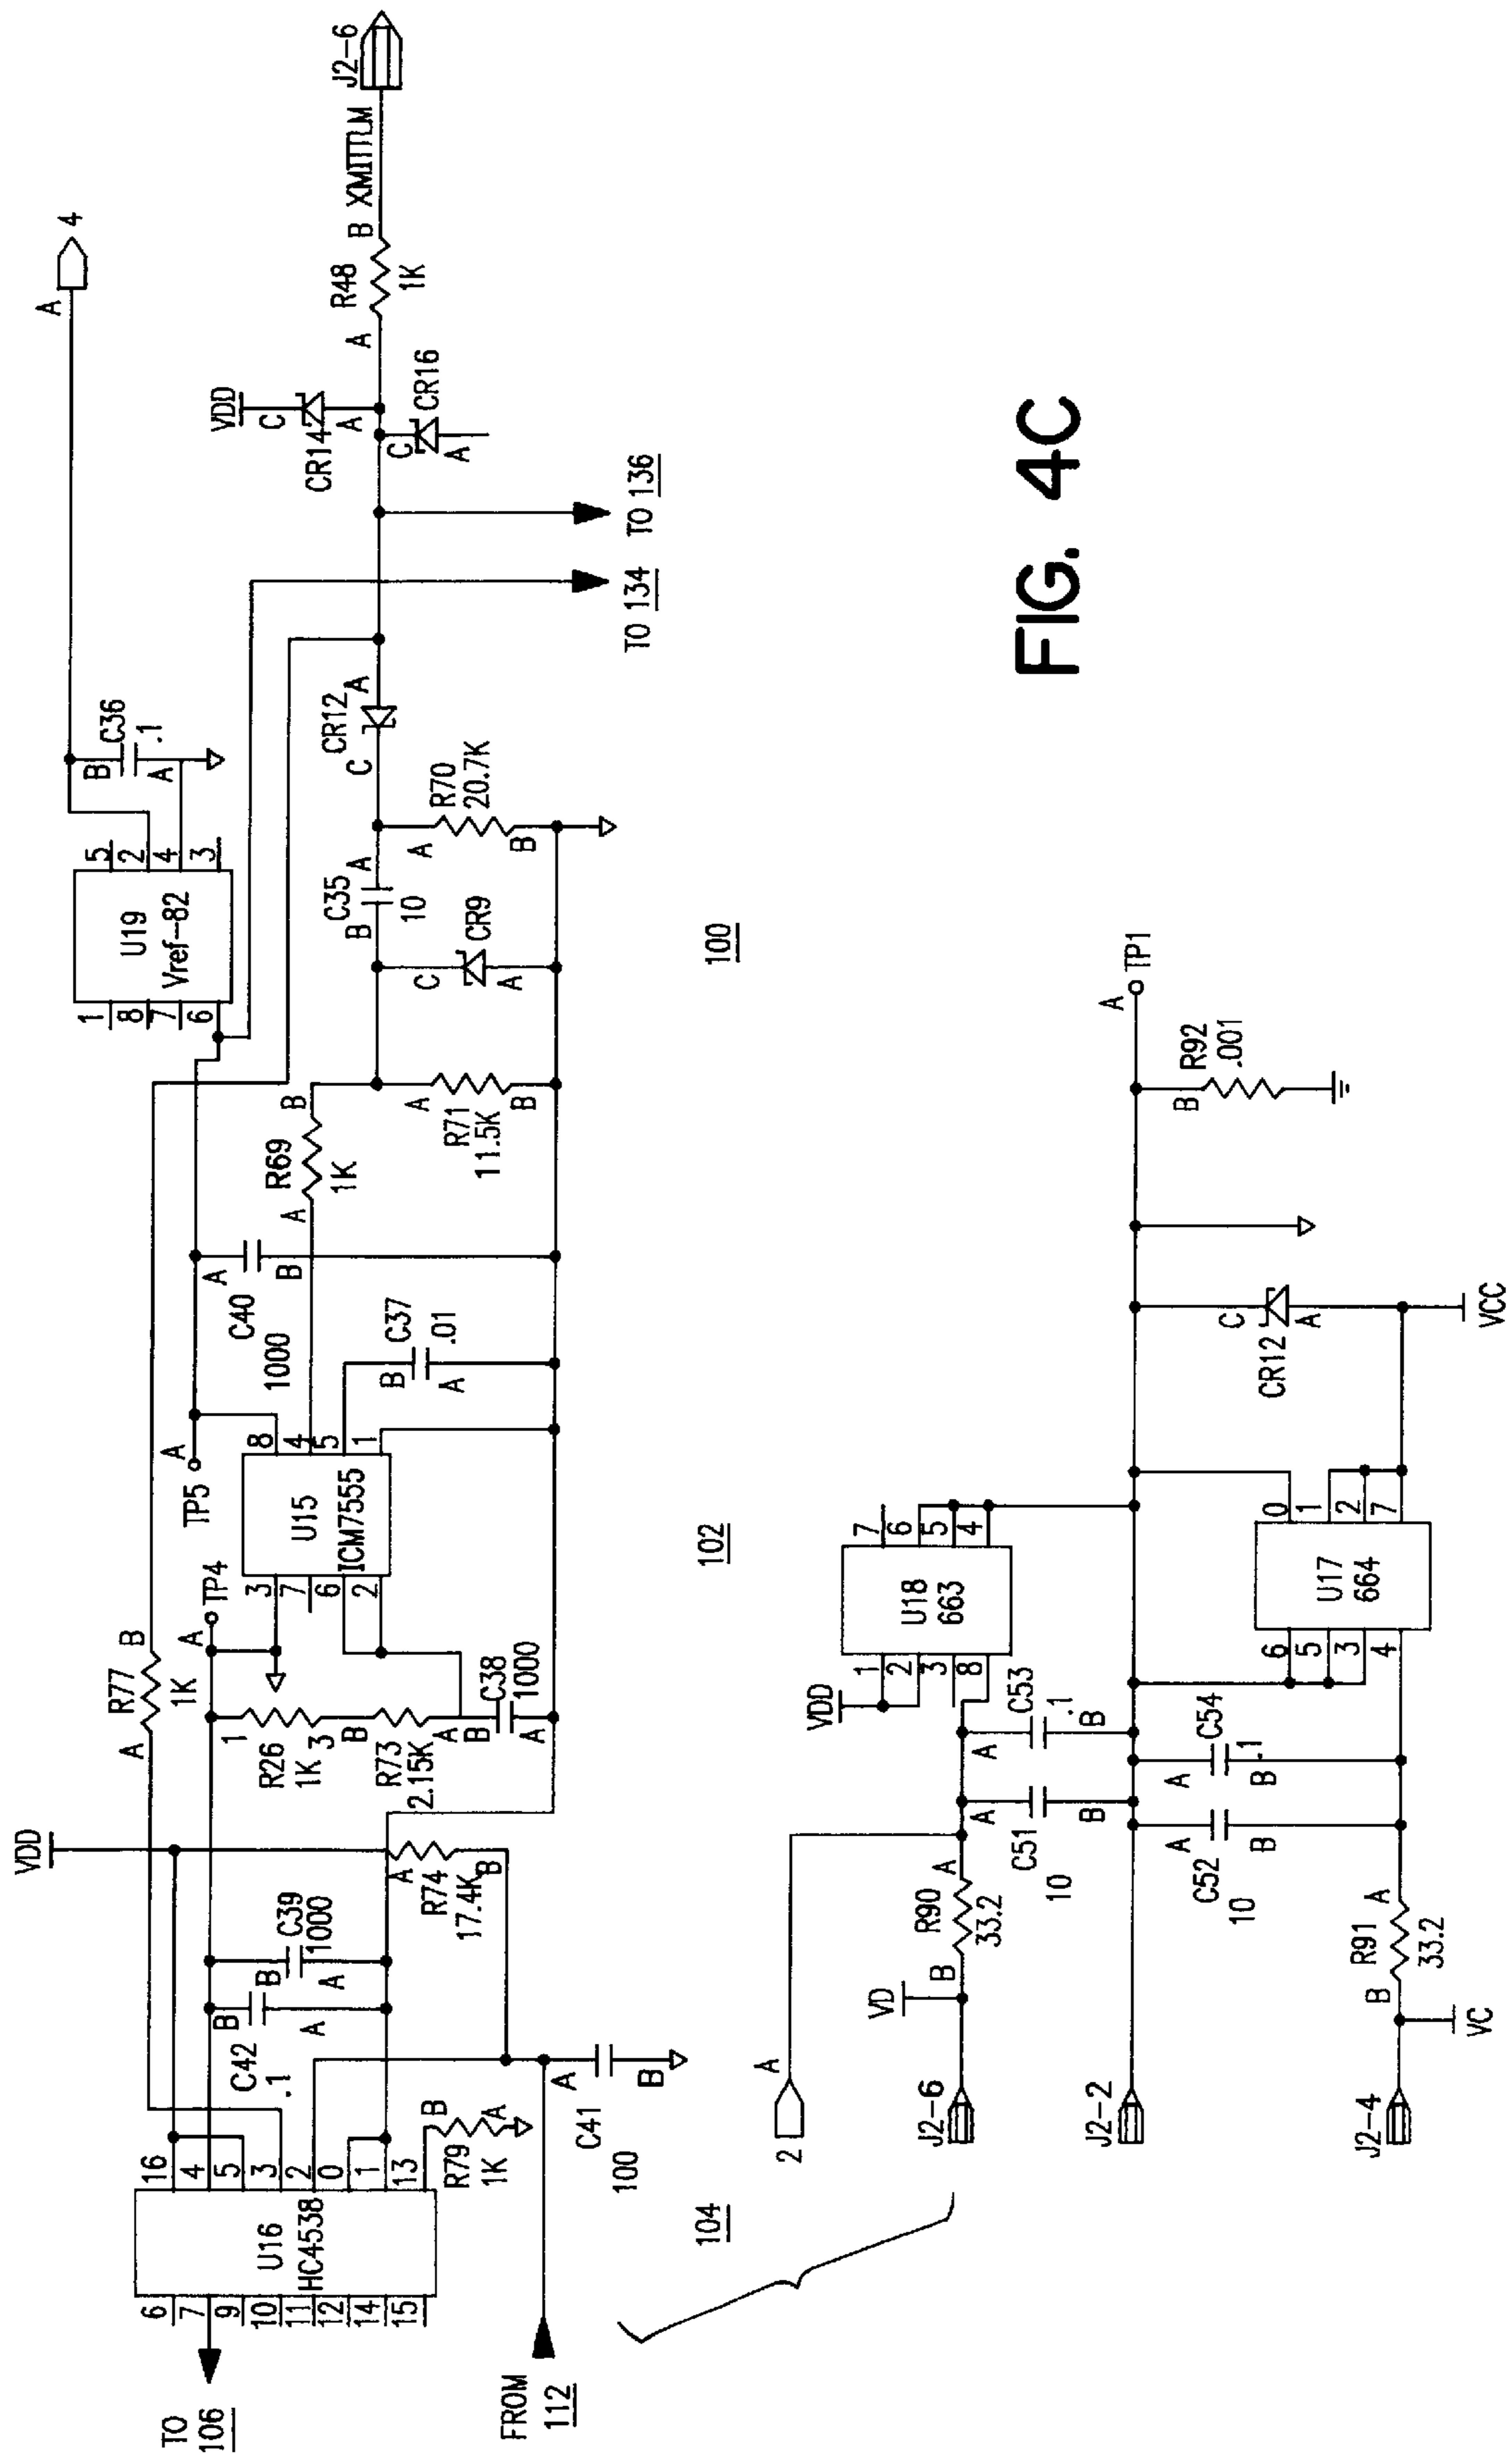 J2-6
XMITTLM
B
R48
1K
A
A
4
VDD
C
CR14
A
C
CR16
A
TO 136
TO 134
C36
.1
B
A
CR12
A
C
R70
20.7K
A
B
U19
Vref-82
5
2
4
3
1
8
7
6
C35
10
A
B
CR9
C
A
100
R69
1K
B
A
R71
11.5K
A
B
C40
1000
A
B
C37
.01
B
A
TP5
A
U15
ICM7555
8
4
5
1
3
7
6
2
TP4
A
102
R77
1K
B
A
R26
1K
1
3
R73
2.15K
B
A
C38
1000
B
A
VDD
R74
17.4K
A
B
C39
1000
B
A
C42
.1
B
A
U16
HC4538
16
4
5
3
2
0
1
13
6
7
9
10
11
12
14
15
R79
1K
B
A
C41
100
A
B
104
TO
106
FROM
112
FIG. 4C
TP1
A
R92
.001
B
CR12
C
A
VCC
U18
663
7
6
5
4
1
2
3
8
VDD
U17
664
0
1
2
7
6
5
3
4
C53
.1
A
B
C54
.1
A
B
C51
10
A
B
C52
10
A
B
R90
33.2
A
B
VD
R91
33.2
A
B
VC
A
2
J2-6
J2-2
J2-4